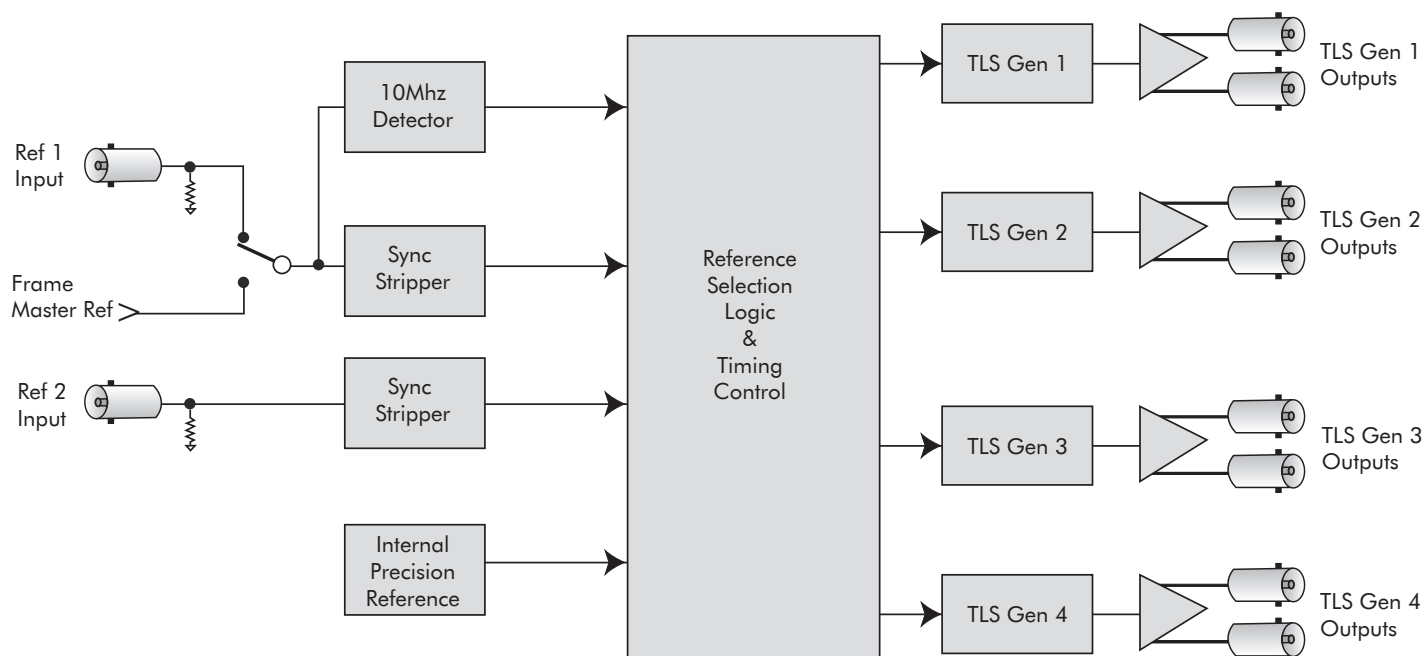 10Mhz
Detector
Ref 1
Input
Sync
Stripper
Frame
Master Ref
Ref 2
Input
Sync
Stripper
Internal
Precision
Reference
Reference
Selection
Logic
&
Timing
Control
TLS Gen 1
TLS Gen 1
Outputs
TLS Gen 2
TLS Gen 2
Outputs
TLS Gen 3
TLS Gen 3
Outputs
TLS Gen 4
TLS Gen 4
Outputs